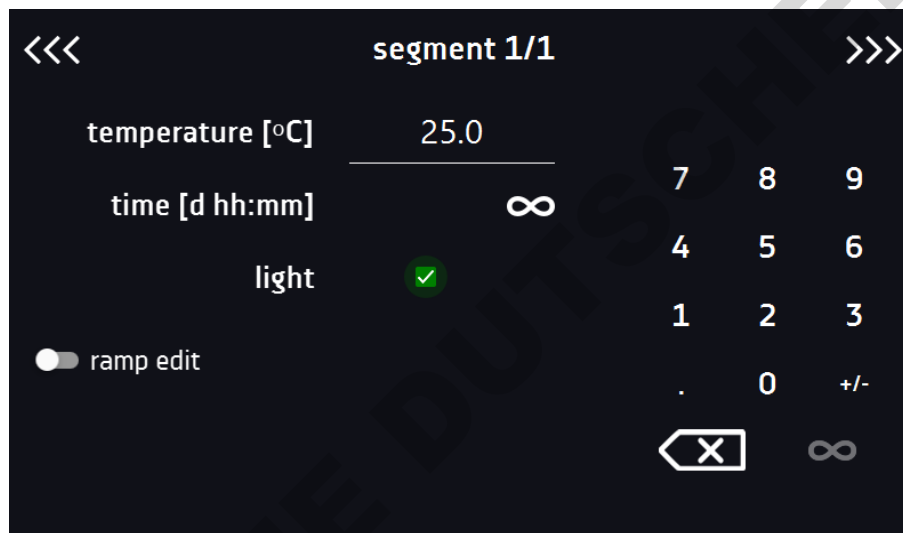 <<< segment 1/1 >>>
temperature [°C] 25.0
time [d hh:mm] ∞
light
ramp edit
7 8 9
4 5 6
1 2 3
. 0 +/-
∞
DUTSCHE